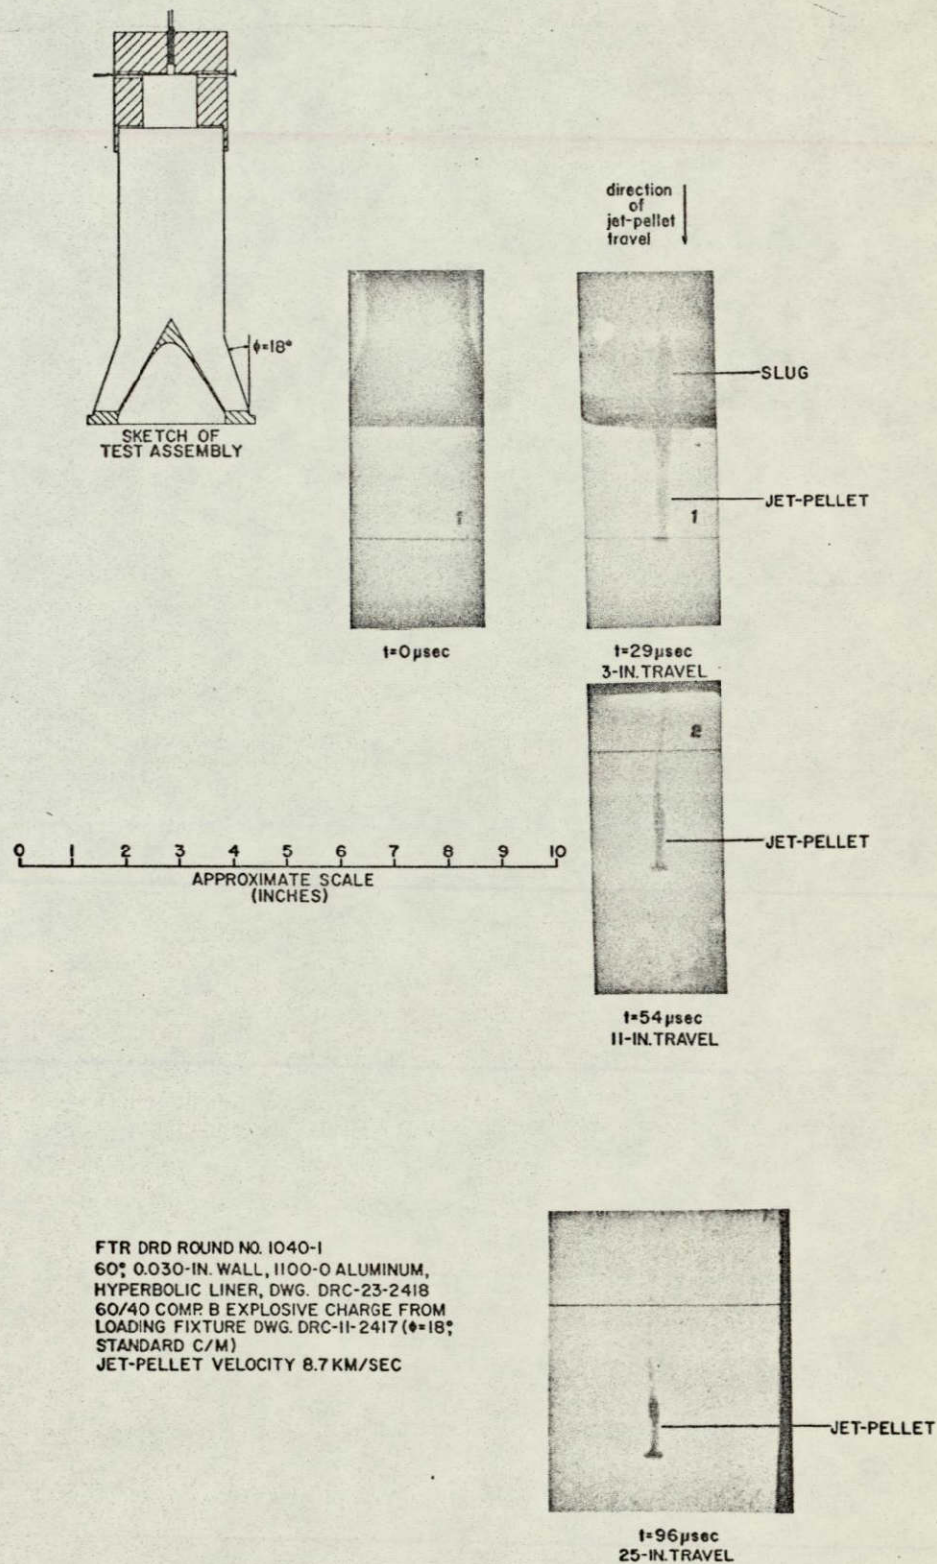 direction
of
jet-pellet
travel
ϕ=18°
SKETCH OF
TEST ASSEMBLY
SLUG
JET-PELLET
1
1
t=0μsec
t=29μsec
3-IN. TRAVEL
2
JET-PELLET
0 1 2 3 4 5 6 7 8 9 10
APPROXIMATE SCALE
(INCHES)
t=54μsec
11-IN. TRAVEL
FTR DRD ROUND NO. 1040-1
60°, 0.030-IN. WALL, 1100-O ALUMINUM,
HYPERBOLIC LINER, DWG. DRC-23-2418
60/40 COMP. B EXPLOSIVE CHARGE FROM
LOADING FIXTURE DWG. DRC-11-2417 (ϕ=18°,
STANDARD C/M)
JET-PELLET VELOCITY 8.7 KM/SEC
JET-PELLET
t=96μsec
25-IN. TRAVEL